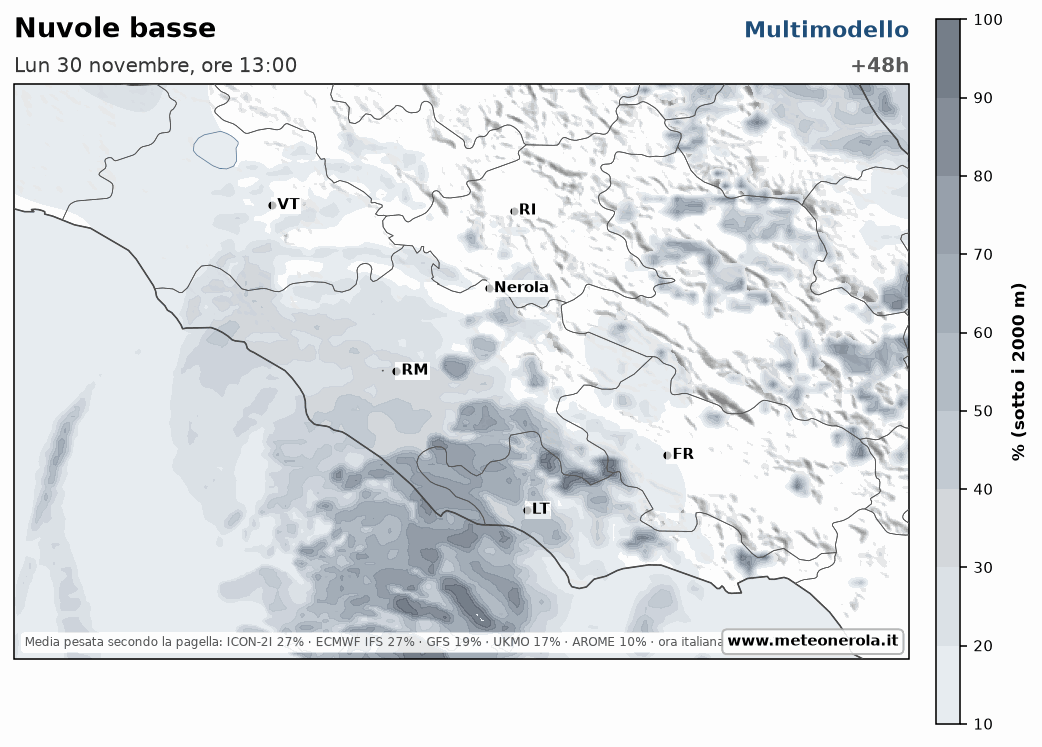 Nuvole basse
Multimodello
Lun 30 novembre, ore 13:00
+48h
100
90
80
70
60
50
40
30
20
10
% (sotto i 2000 m)
VT
RI
Nerola
RM
FR
LT
Media pesata secondo la pagella: ICON-2I 27% · ECMWF IFS 27% · GFS 19% · UKMO 17% · AROME 10% · ora italiana
www.meteonerola.it